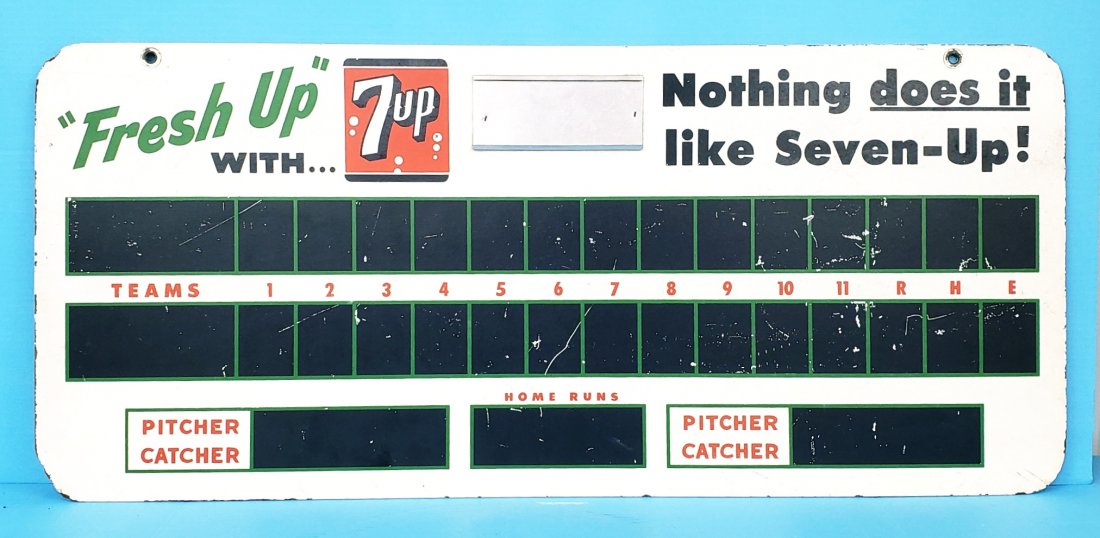 "Fresh Up"
WITH...
7up
Nothing does it
like Seven-Up!
TEAMS 1 2 3 4 5 6 7 8 9 10 11 R H E
HOME RUNS
PITCHER
CATCHER
PITCHER
CATCHER